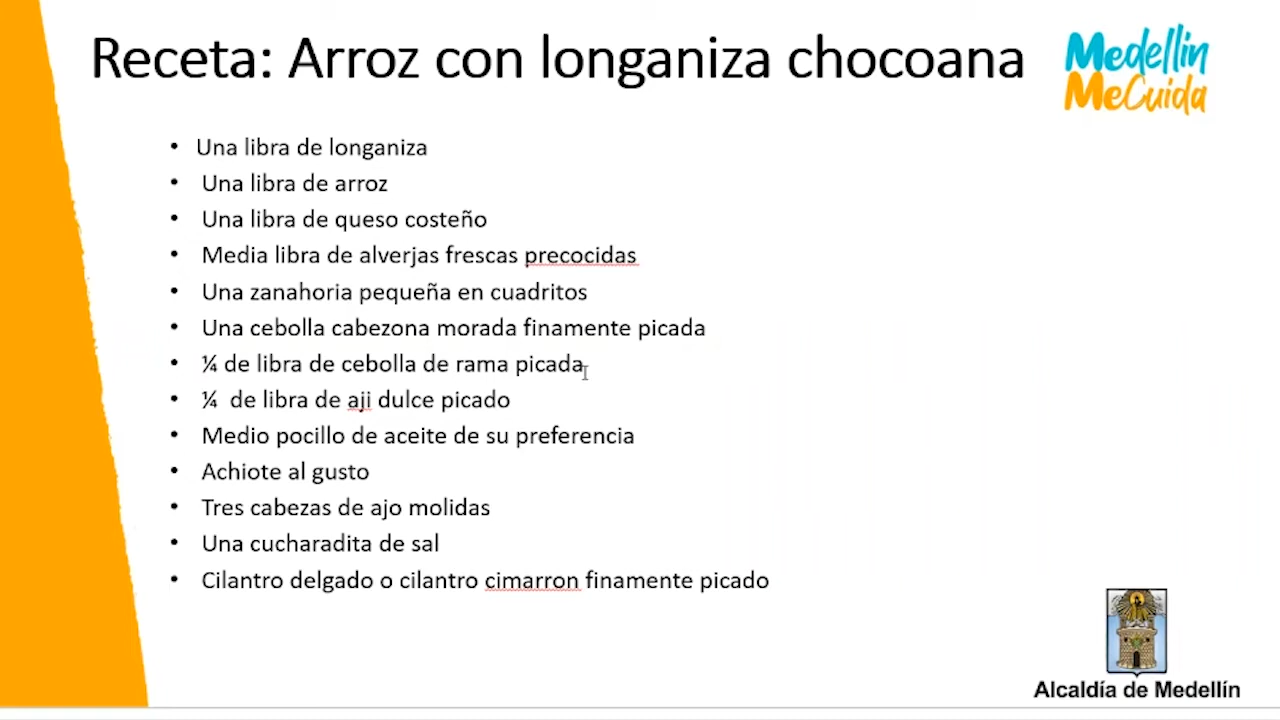 Receta: Arroz con longaniza chocoana
Medellín
MeCuida
• Una libra de longaniza
• Una libra de arroz
• Una libra de queso costeño
• Media libra de alverjas frescas precocidas
• Una zanahoria pequeña en cuadritos
• Una cebolla cabezona morada finamente picada
• ¼ de libra de cebolla de rama picada
• ¼ de libra de aji dulce picado
• Medio pocillo de aceite de su preferencia
• Achiote al gusto
• Tres cabezas de ajo molidas
• Una cucharadita de sal
• Cilantro delgado o cilantro cimarron finamente picado
Alcaldía de Medellín